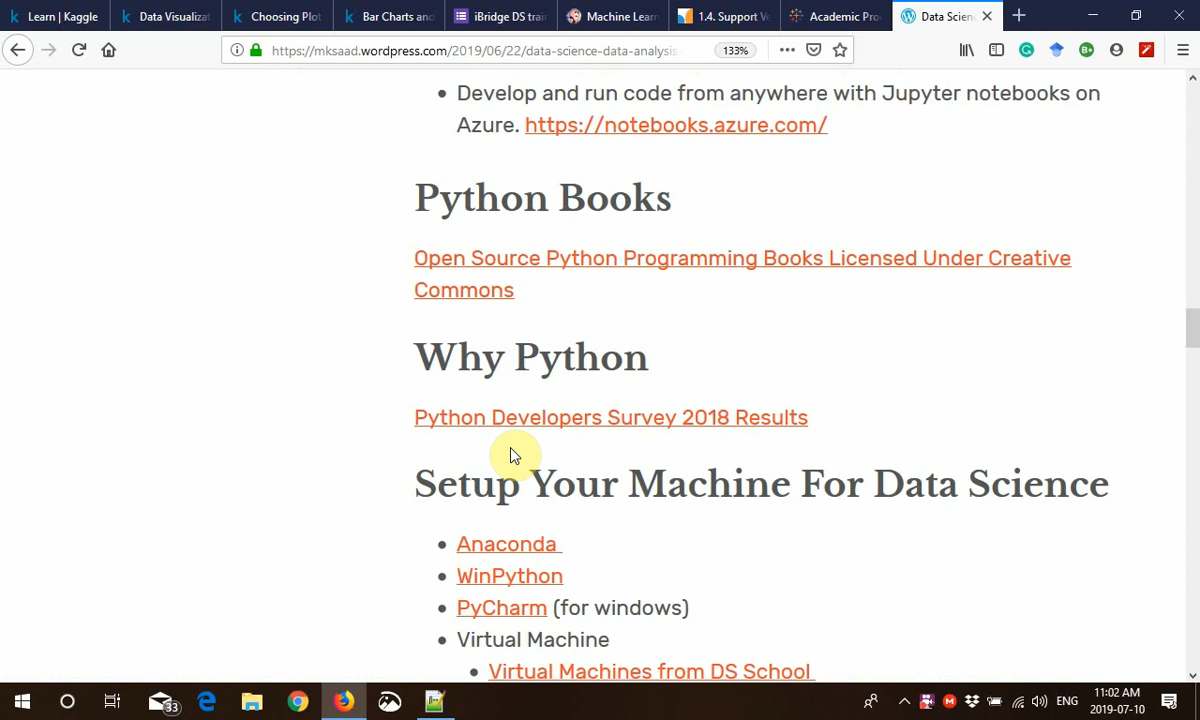 Learn | Kaggle
Data Visualizat
Choosing Plot
Bar Charts and
iBridge DS trai
Machine Learn
1.4. Support Ve
Academic Pro
Data Scienc
https://mksaad.wordpress.com/2019/06/22/data-science-data-analysis-
133%
Develop and run code from anywhere with Jupyter notebooks on
Azure. https://notebooks.azure.com/
Python Books
Open Source Python Programming Books Licensed Under Creative
Commons
Why Python
Python Developers Survey 2018 Results
Setup Your Machine For Data Science
Anaconda
WinPython
PyCharm (for windows)
Virtual Machine
Virtual Machines from DS School
33
ENG
11:02 AM
2019-07-10